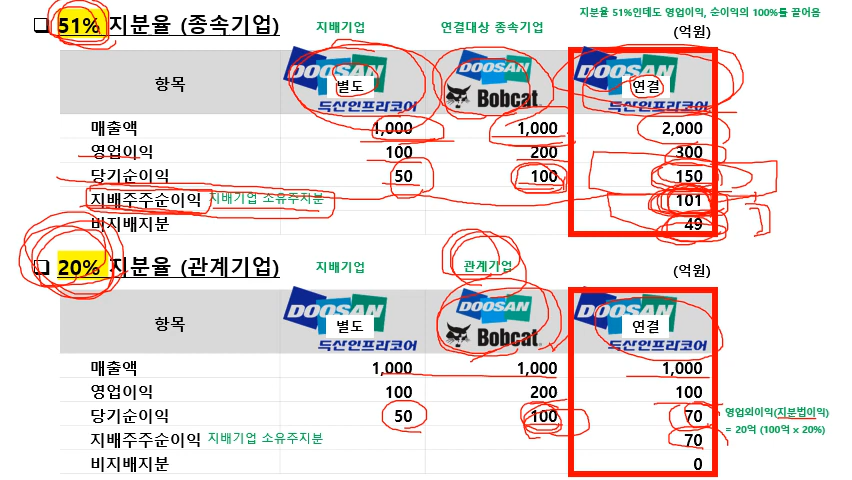 지분율 51%인데도 영업이익, 순이익의 100%를 끌어옴
❑ 51% 지분율 (종속기업) 지배기업 연결대상 종속기업 (억원)
항목 DOOSAN 별도 두산인프라코어 DOOSAN Bobcat DOOSAN 연결 두산인프라코어
매출액 1,000 1,000 2,000
영업이익 100 200 300
당기순이익 50 100 150
지배주주순이익 지배기업 소유주지분 101
비지배지분 49
❑ 20% 지분율 (관계기업) 지배기업 관계기업 (억원)
항목 DOOSAN 별도 두산인프라코어 DOOSAN Bobcat DOOSAN 연결 두산인프라코어
매출액 1,000 1,000 1,000
영업이익 100 200 100
당기순이익 50 100 70 영업외이익(지분법이익)
= 20억 (100억 x 20%)
지배주주순이익 지배기업 소유주지분 70
비지배지분 0